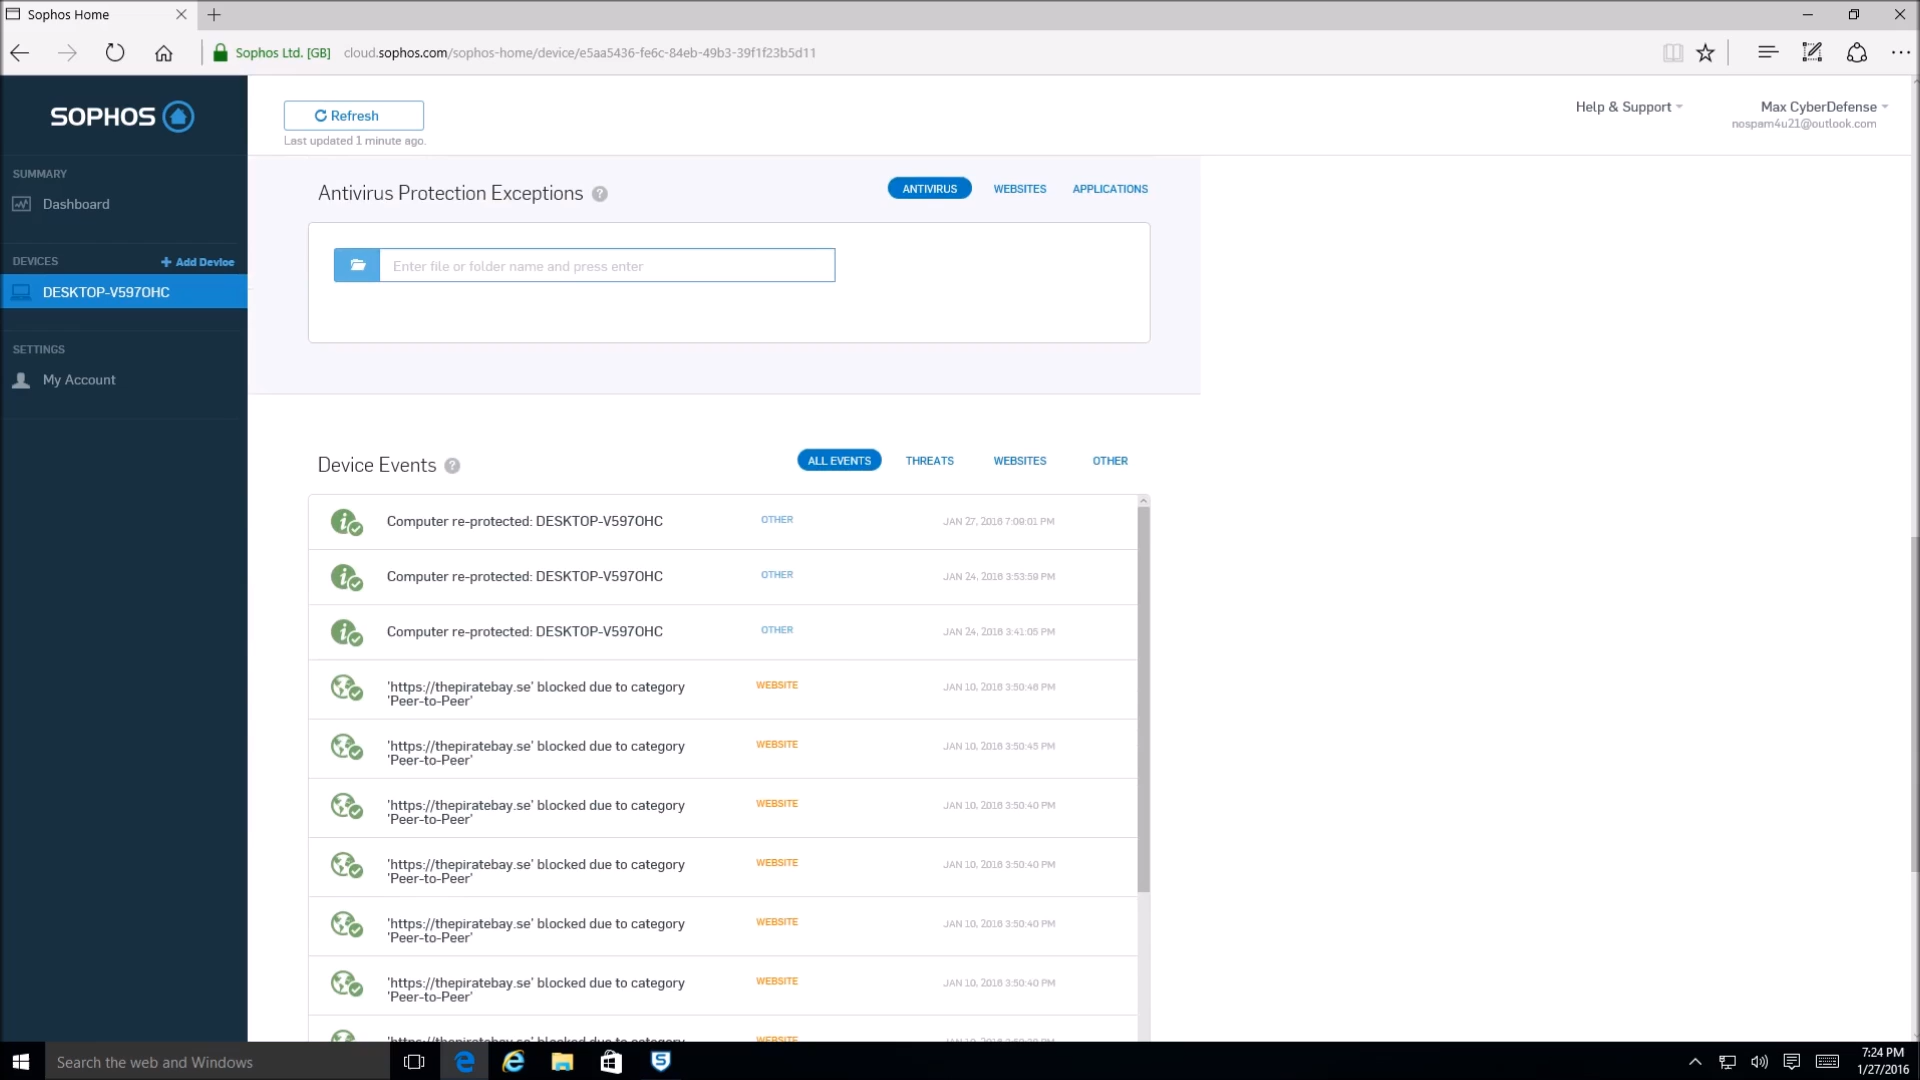 Sophos Home
Sophos Ltd. [GB] cloud.sophos.com/sophos-home/device/e5aa5436-fe6c-84eb-49b3-39f1f23b5d11
SOPHOS
Refresh
Last updated 1 minute ago.
Help & Support
Max CyberDefense
nospam4u21@outlook.com
SUMMARY
Dashboard
DEVICES
+ Add Device
DESKTOP-V597OHC
SETTINGS
My Account
Antivirus Protection Exceptions ?
ANTIVIRUS WEBSITES APPLICATIONS
Enter file or folder name and press enter
Device Events ?
ALL EVENTS THREATS WEBSITES OTHER
Computer re-protected: DESKTOP-V597OHC OTHER JAN 27, 2016 7:09:01 PM
Computer re-protected: DESKTOP-V597OHC OTHER JAN 24, 2016 3:53:59 PM
Computer re-protected: DESKTOP-V597OHC OTHER JAN 24, 2016 3:41:05 PM
'https://thepiratebay.se' blocked due to category WEBSITE JAN 10, 2016 3:50:46 PM
'Peer-to-Peer'
'https://thepiratebay.se' blocked due to category WEBSITE JAN 10, 2016 3:50:45 PM
'Peer-to-Peer'
'https://thepiratebay.se' blocked due to category WEBSITE JAN 10, 2016 3:50:40 PM
'Peer-to-Peer'
'https://thepiratebay.se' blocked due to category WEBSITE JAN 10, 2016 3:50:40 PM
'Peer-to-Peer'
'https://thepiratebay.se' blocked due to category WEBSITE JAN 10, 2016 3:50:40 PM
'Peer-to-Peer'
'https://thepiratebay.se' blocked due to category WEBSITE JAN 10, 2016 3:50:40 PM
'Peer-to-Peer'
'https://thepiratebay.se' blocked due to category WEBSITE
Search the web and Windows
7:24 PM
1/27/2016